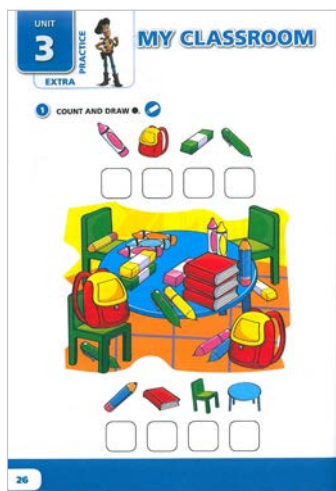 UNIT
3
EXTRA
PRACTICE
MY CLASSROOM
1 COUNT AND DRAW ●.
26